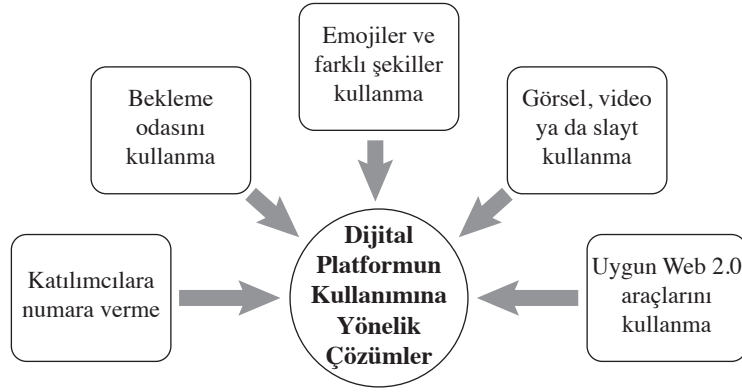 Emojiler ve
farklı şekiller
kullanma
Bekleme
odasını
kullanma
Görsel, video
ya da slayt
kullanma
Katılımcılara
numara verme
Dijital
Platformun
Kullanımına
Yönelik
Çözümler
Uygun Web 2.0
araçlarını
kullanma